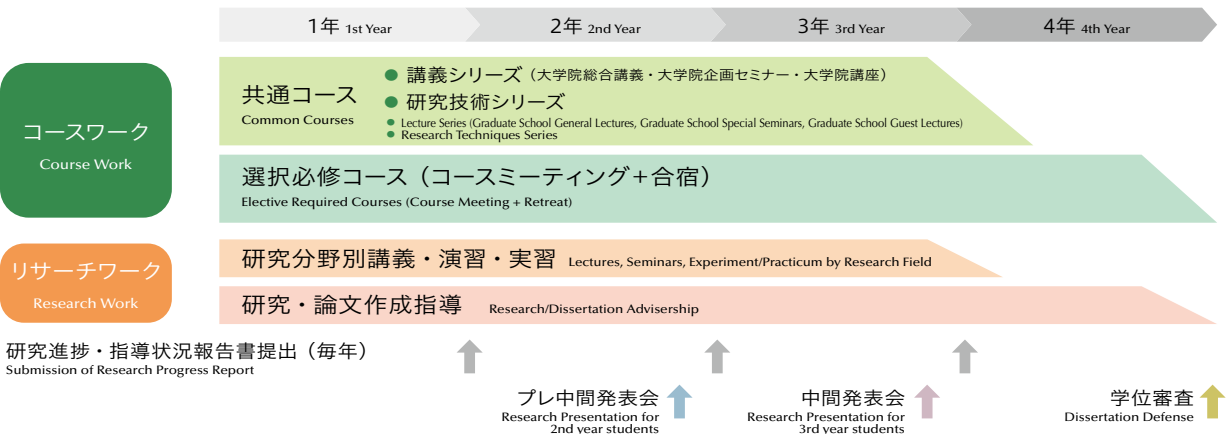 1年 1st Year
2年 2nd Year
3年 3rd Year
4年 4th Year
コースワーク
Course Work
共通コース
Common Courses
● 講義シリーズ（大学院総合講義・大学院企画セミナー・大学院講座）
● 研究技術シリーズ
● Lecture Series (Graduate School General Lectures, Graduate School Special Seminars, Graduate School Guest Lectures)
● Research Techniques Series
選択必修コース（コースミーティング＋合宿）
Elective Required Courses (Course Meeting + Retreat)
リサーチワーク
Research Work
研究分野別講義・演習・実習 Lectures, Seminars, Experiment/Practicum by Research Field
研究・論文作成指導 Research/Dissertation Advisership
研究進捗・指導状況報告書提出（毎年）
Submission of Research Progress Report
プレ中間発表会
Research Presentation for
2nd year students
中間発表会
Research Presentation for
3rd year students
学位審査
Dissertation Defense